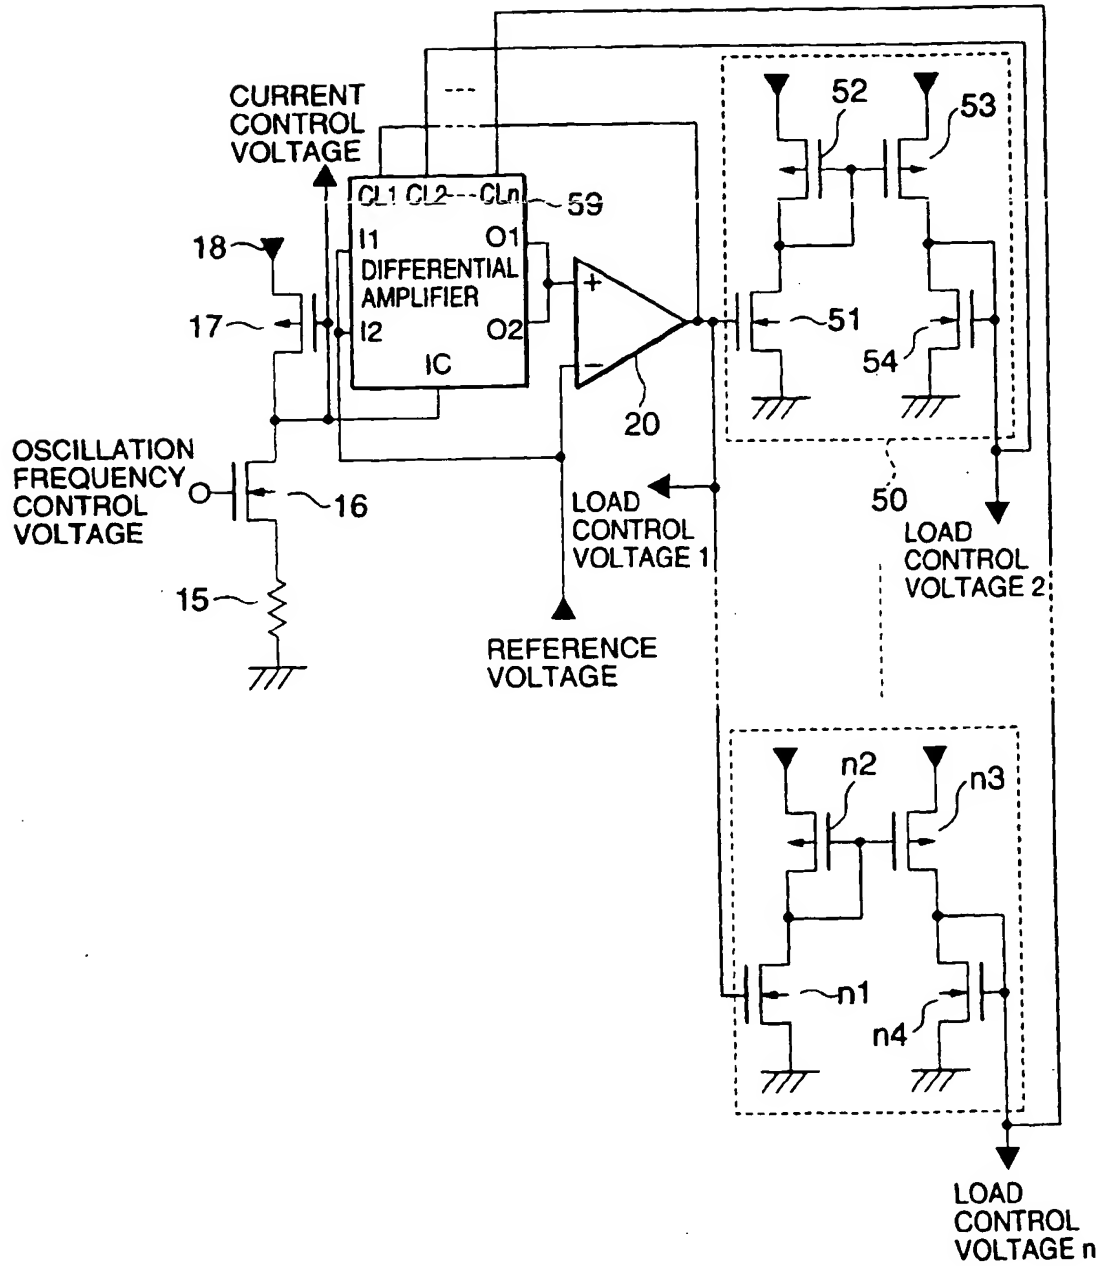 CURRENT
CONTROL
VOLTAGE
52
53
CL1 CL2---CLn
59
18
I1
O1
DIFFERENTIAL
AMPLIFIER
17
I2
O2
51
IC
54
20
OSCILLATION
FREQUENCY
CONTROL
VOLTAGE
16
50
LOAD
CONTROL
VOLTAGE 1
LOAD
CONTROL
VOLTAGE 2
15
REFERENCE
VOLTAGE
n2
n3
n1
n4
LOAD
CONTROL
VOLTAGE n
+
−